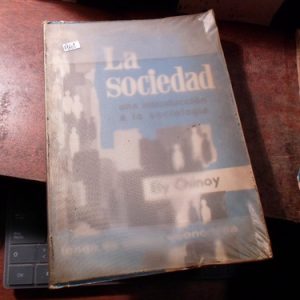 La
sociedad
una introducción
a la sociología
Ely Chinoy